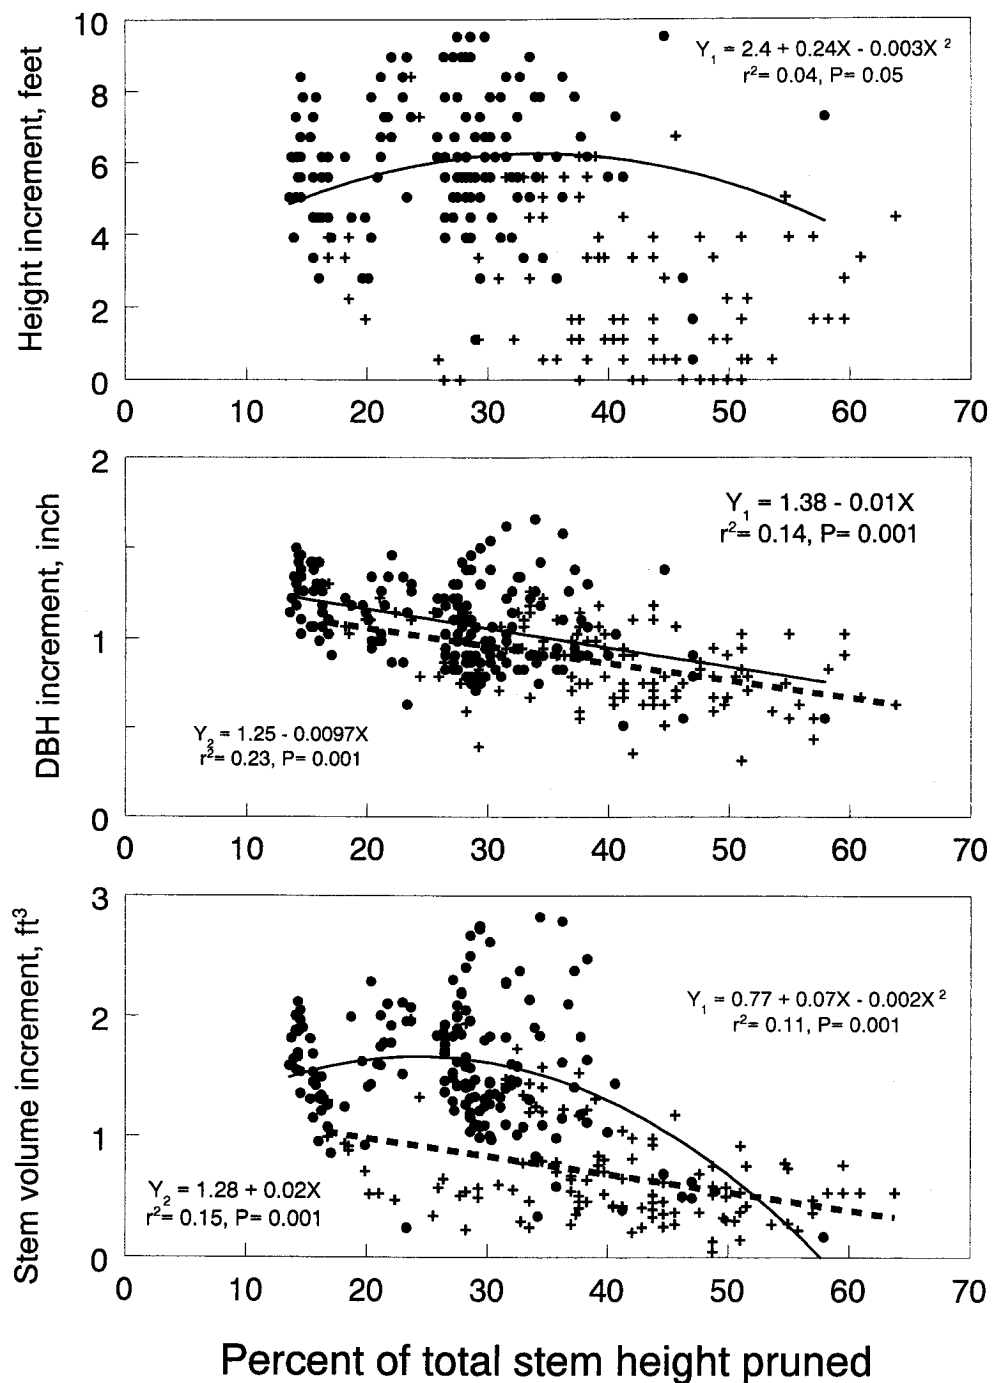 Y1 = 2.4 + 0.24X - 0.003X²
r²= 0.04, P= 0.05
Height increment, feet
10
8
6
4
2
0
0 10 20 30 40 50 60 70
Y1 = 1.38 - 0.01X
r²= 0.14, P= 0.001
DBH increment, inch
2
1
0
Y2 = 1.25 - 0.0097X
r²= 0.23, P= 0.001
0 10 20 30 40 50 60 70
Y1 = 0.77 + 0.07X - 0.002X²
r²= 0.11, P= 0.001
Stem volume increment, ft³
3
2
1
0
Y2 = 1.28 + 0.02X
r²= 0.15, P= 0.001
0 10 20 30 40 50 60 70
Percent of total stem height pruned